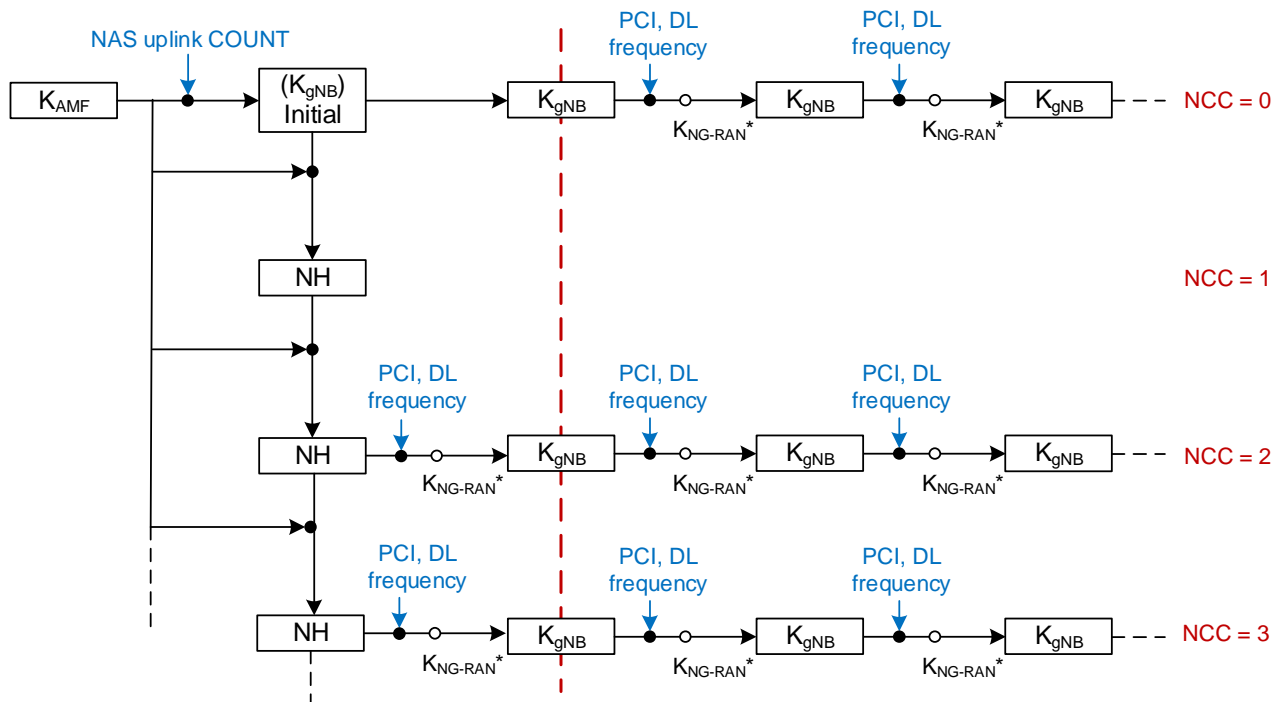 NAS uplink COUNT
PCI, DL
frequency
PCI, DL
frequency
KAMF
(KgNB)
Initial
KgNB
KgNB
KgNB
NCC = 0
KNG-RAN*
KNG-RAN*
NH
NCC = 1
PCI, DL
frequency
PCI, DL
frequency
PCI, DL
frequency
NH
KgNB
KgNB
KgNB
NCC = 2
KNG-RAN*
KNG-RAN*
KNG-RAN*
PCI, DL
frequency
PCI, DL
frequency
PCI, DL
frequency
NH
KgNB
KgNB
KgNB
NCC = 3
KNG-RAN*
KNG-RAN*
KNG-RAN*